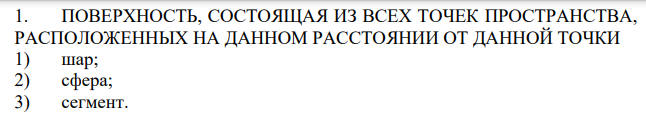 1. ПОВЕРХНОСТЬ, СОСТОЯЩАЯ ИЗ ВСЕХ ТОЧЕК ПРОСТРАНСТВА,
РАСПОЛОЖЕННЫХ НА ДАННОМ РАССТОЯНИИ ОТ ДАННОЙ ТОЧКИ
1) шар;
2) сфера;
3) сегмент.